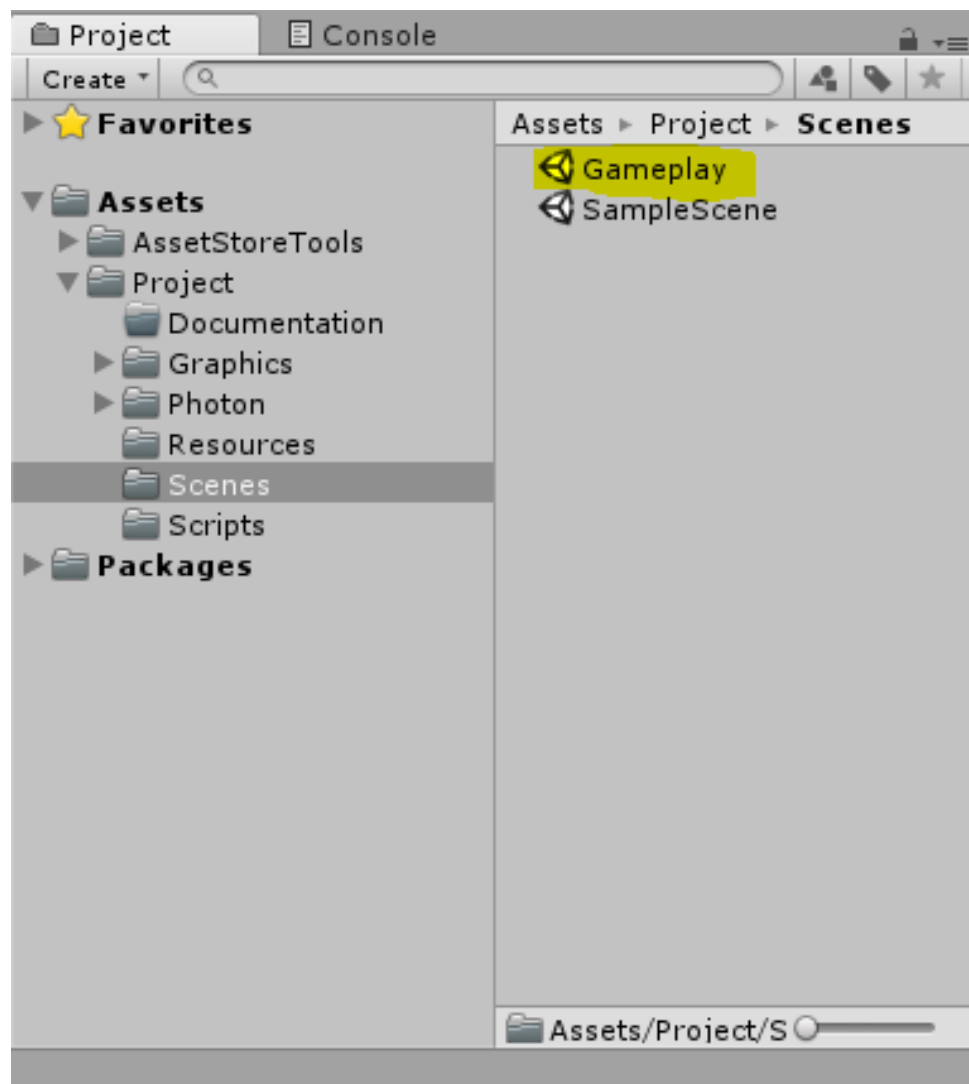 Project Console
Create
Favorites
Assets
AssetStoreTools
Project
Documentation
Graphics
Photon
Resources
Scenes
Scripts
Packages
Assets Project Scenes
Gameplay
SampleScene
Assets/Project/S